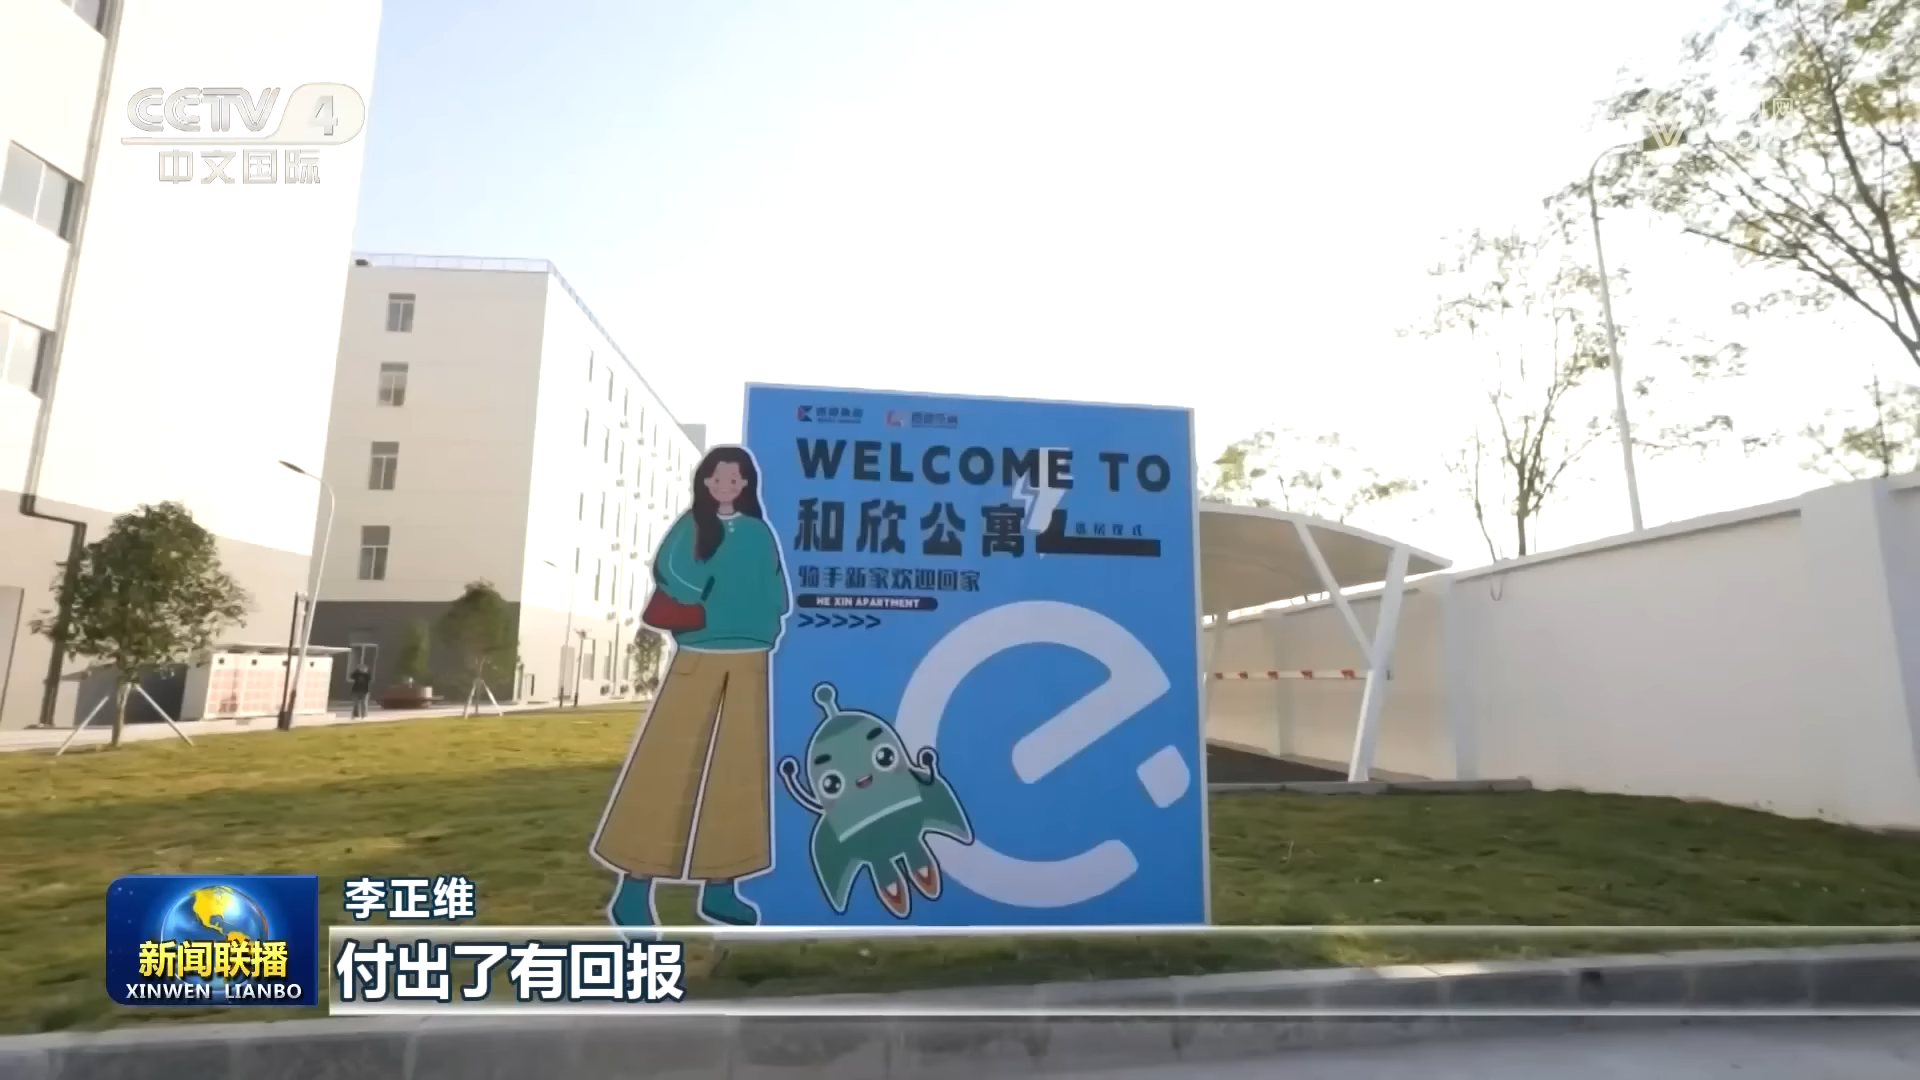 CCTV 4
中文国际
WELCOME TO
和欣公寓
骑手新家欢迎回家
HE XIN APARTMENT
>>>>>
李正维
付出了有回报
新闻联播
XINWEN LIANBO